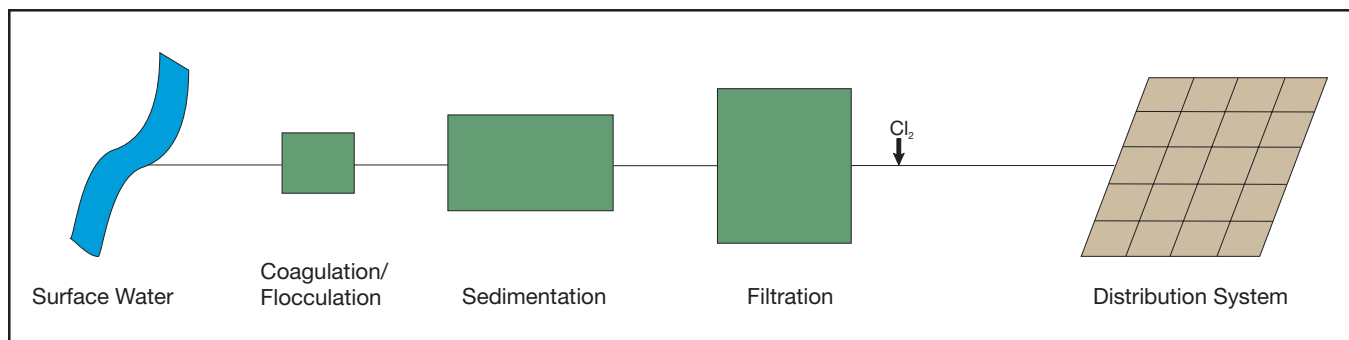 Cl₂
Surface Water
Coagulation/
Flocculation
Sedimentation
Filtration
Distribution System